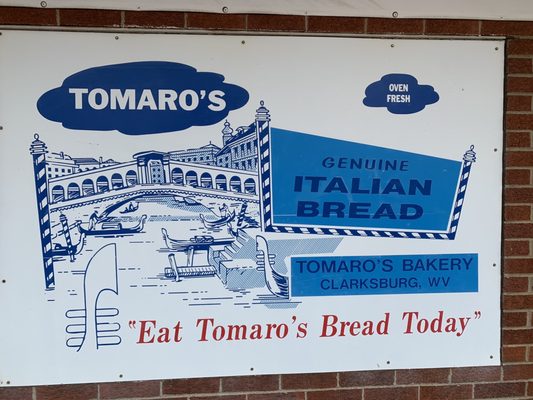 TOMARO'S
OVEN
FRESH
GENUINE
ITALIAN
BREAD
TOMARO'S BAKERY
CLARKSBURG, WV
"Eat Tomaro's Bread Today"